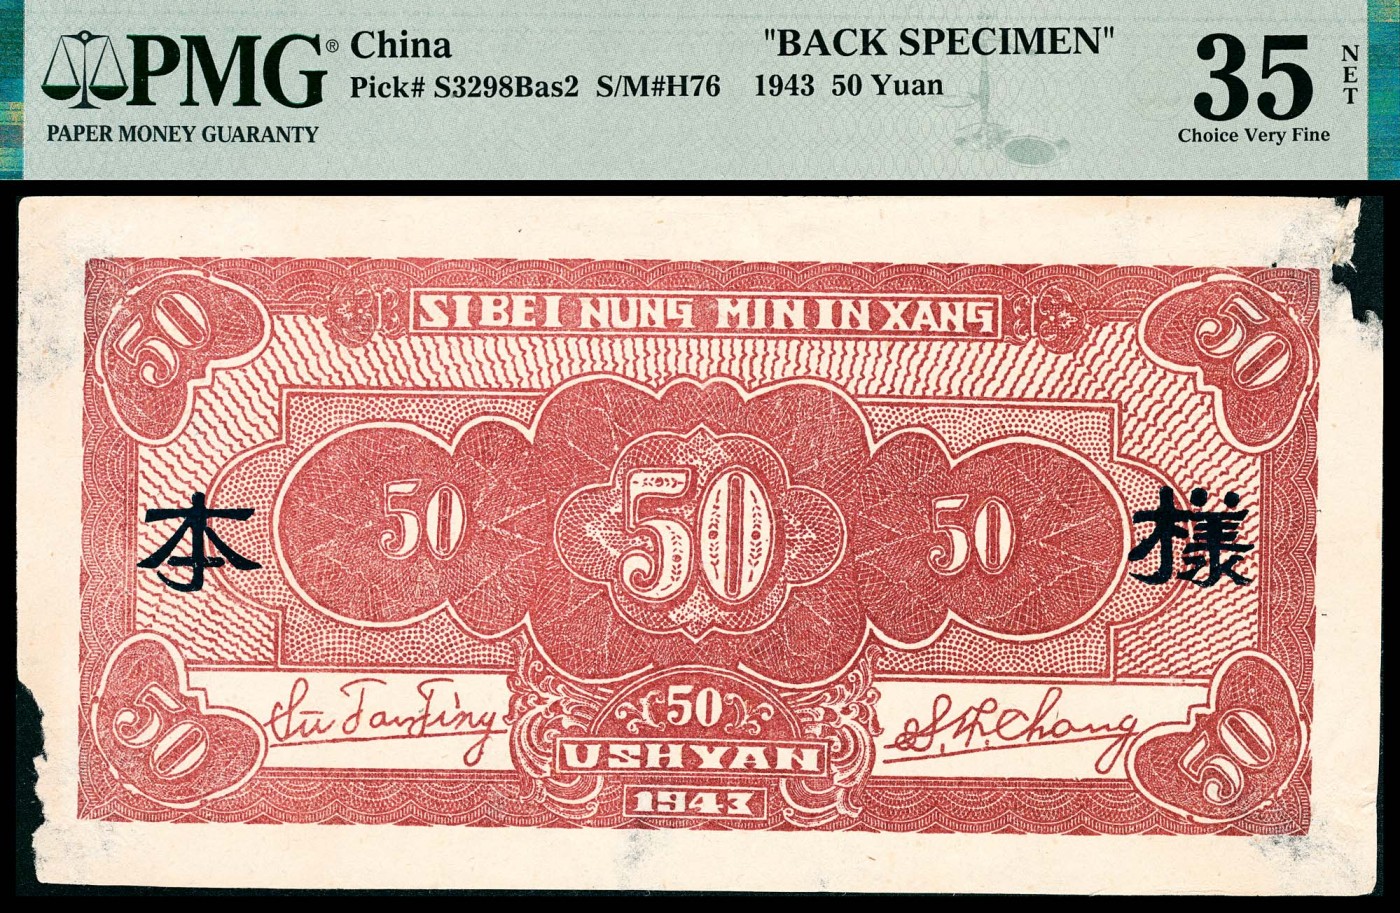 PMG® China "BACK SPECIMEN" 35 NET
Pick# S3298Bas2 S/M#H76 1943 50 Yuan
PAPER MONEY GUARANTY Choice Very Fine
50 SIBEI NUNG MIN IN XANG 50
50 50 50
本 樣
50 50 50
USHYAN
S. T. Chang
1943